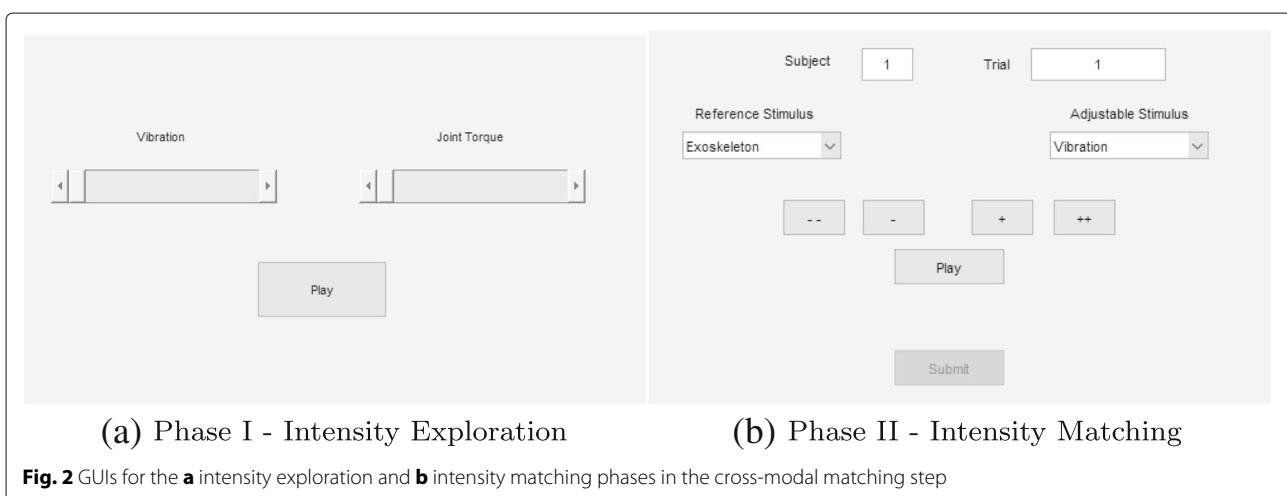 Vibration
Joint Torque
Play
Subject 1 Trial 1
Reference Stimulus Adjustable Stimulus
Exoskeleton Vibration
-- - + ++
Play
Submit
(a) Phase I - Intensity Exploration
(b) Phase II - Intensity Matching
Fig. 2 GUIs for the a intensity exploration and b intensity matching phases in the cross-modal matching step